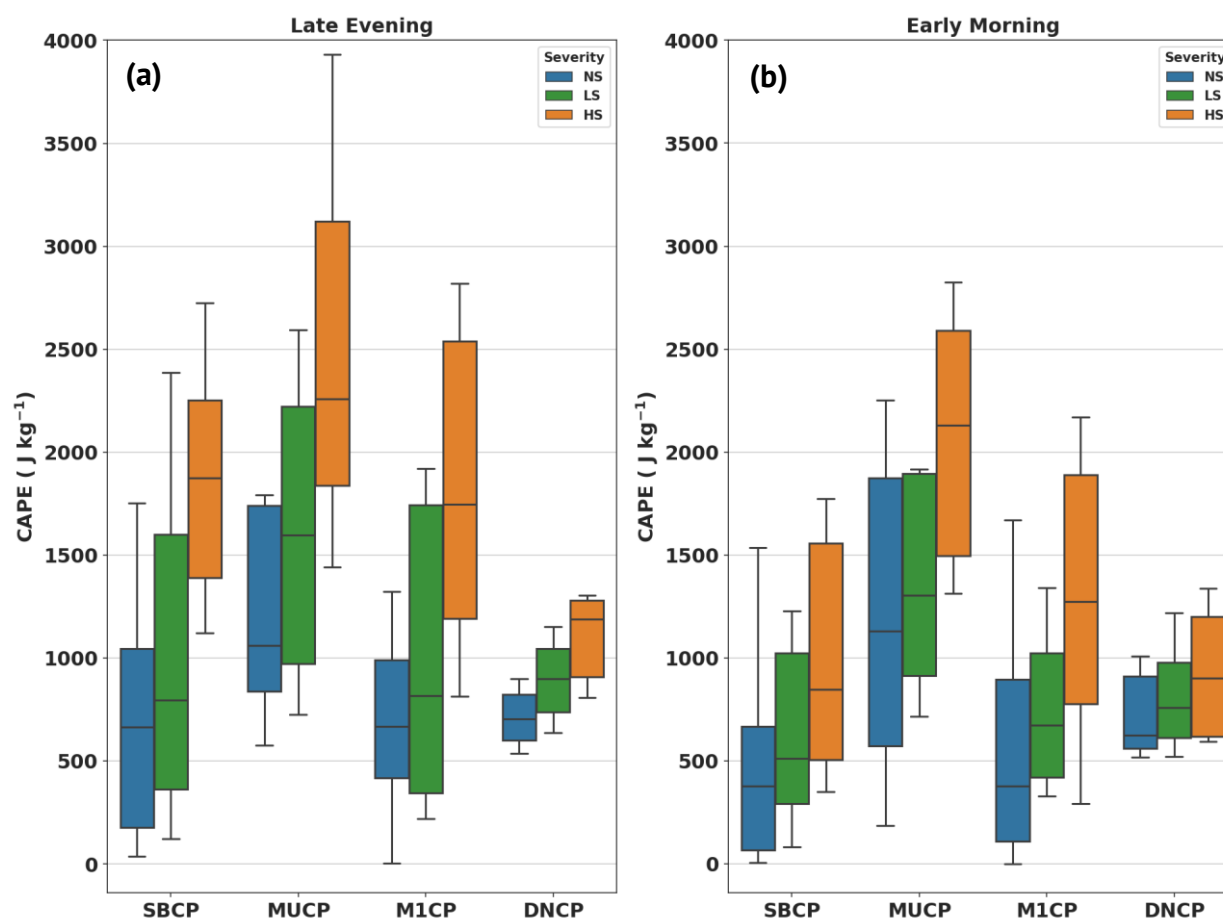 Late Evening
(a)
Severity
NS
LS
HS
CAPE ( J kg⁻¹)
4000
3500
3000
2500
2000
1500
1000
500
0
SBCP MUCP M1CP DNCP
Early Morning
(b)
Severity
NS
LS
HS
CAPE ( J kg⁻¹)
4000
3500
3000
2500
2000
1500
1000
500
0
SBCP MUCP M1CP DNCP